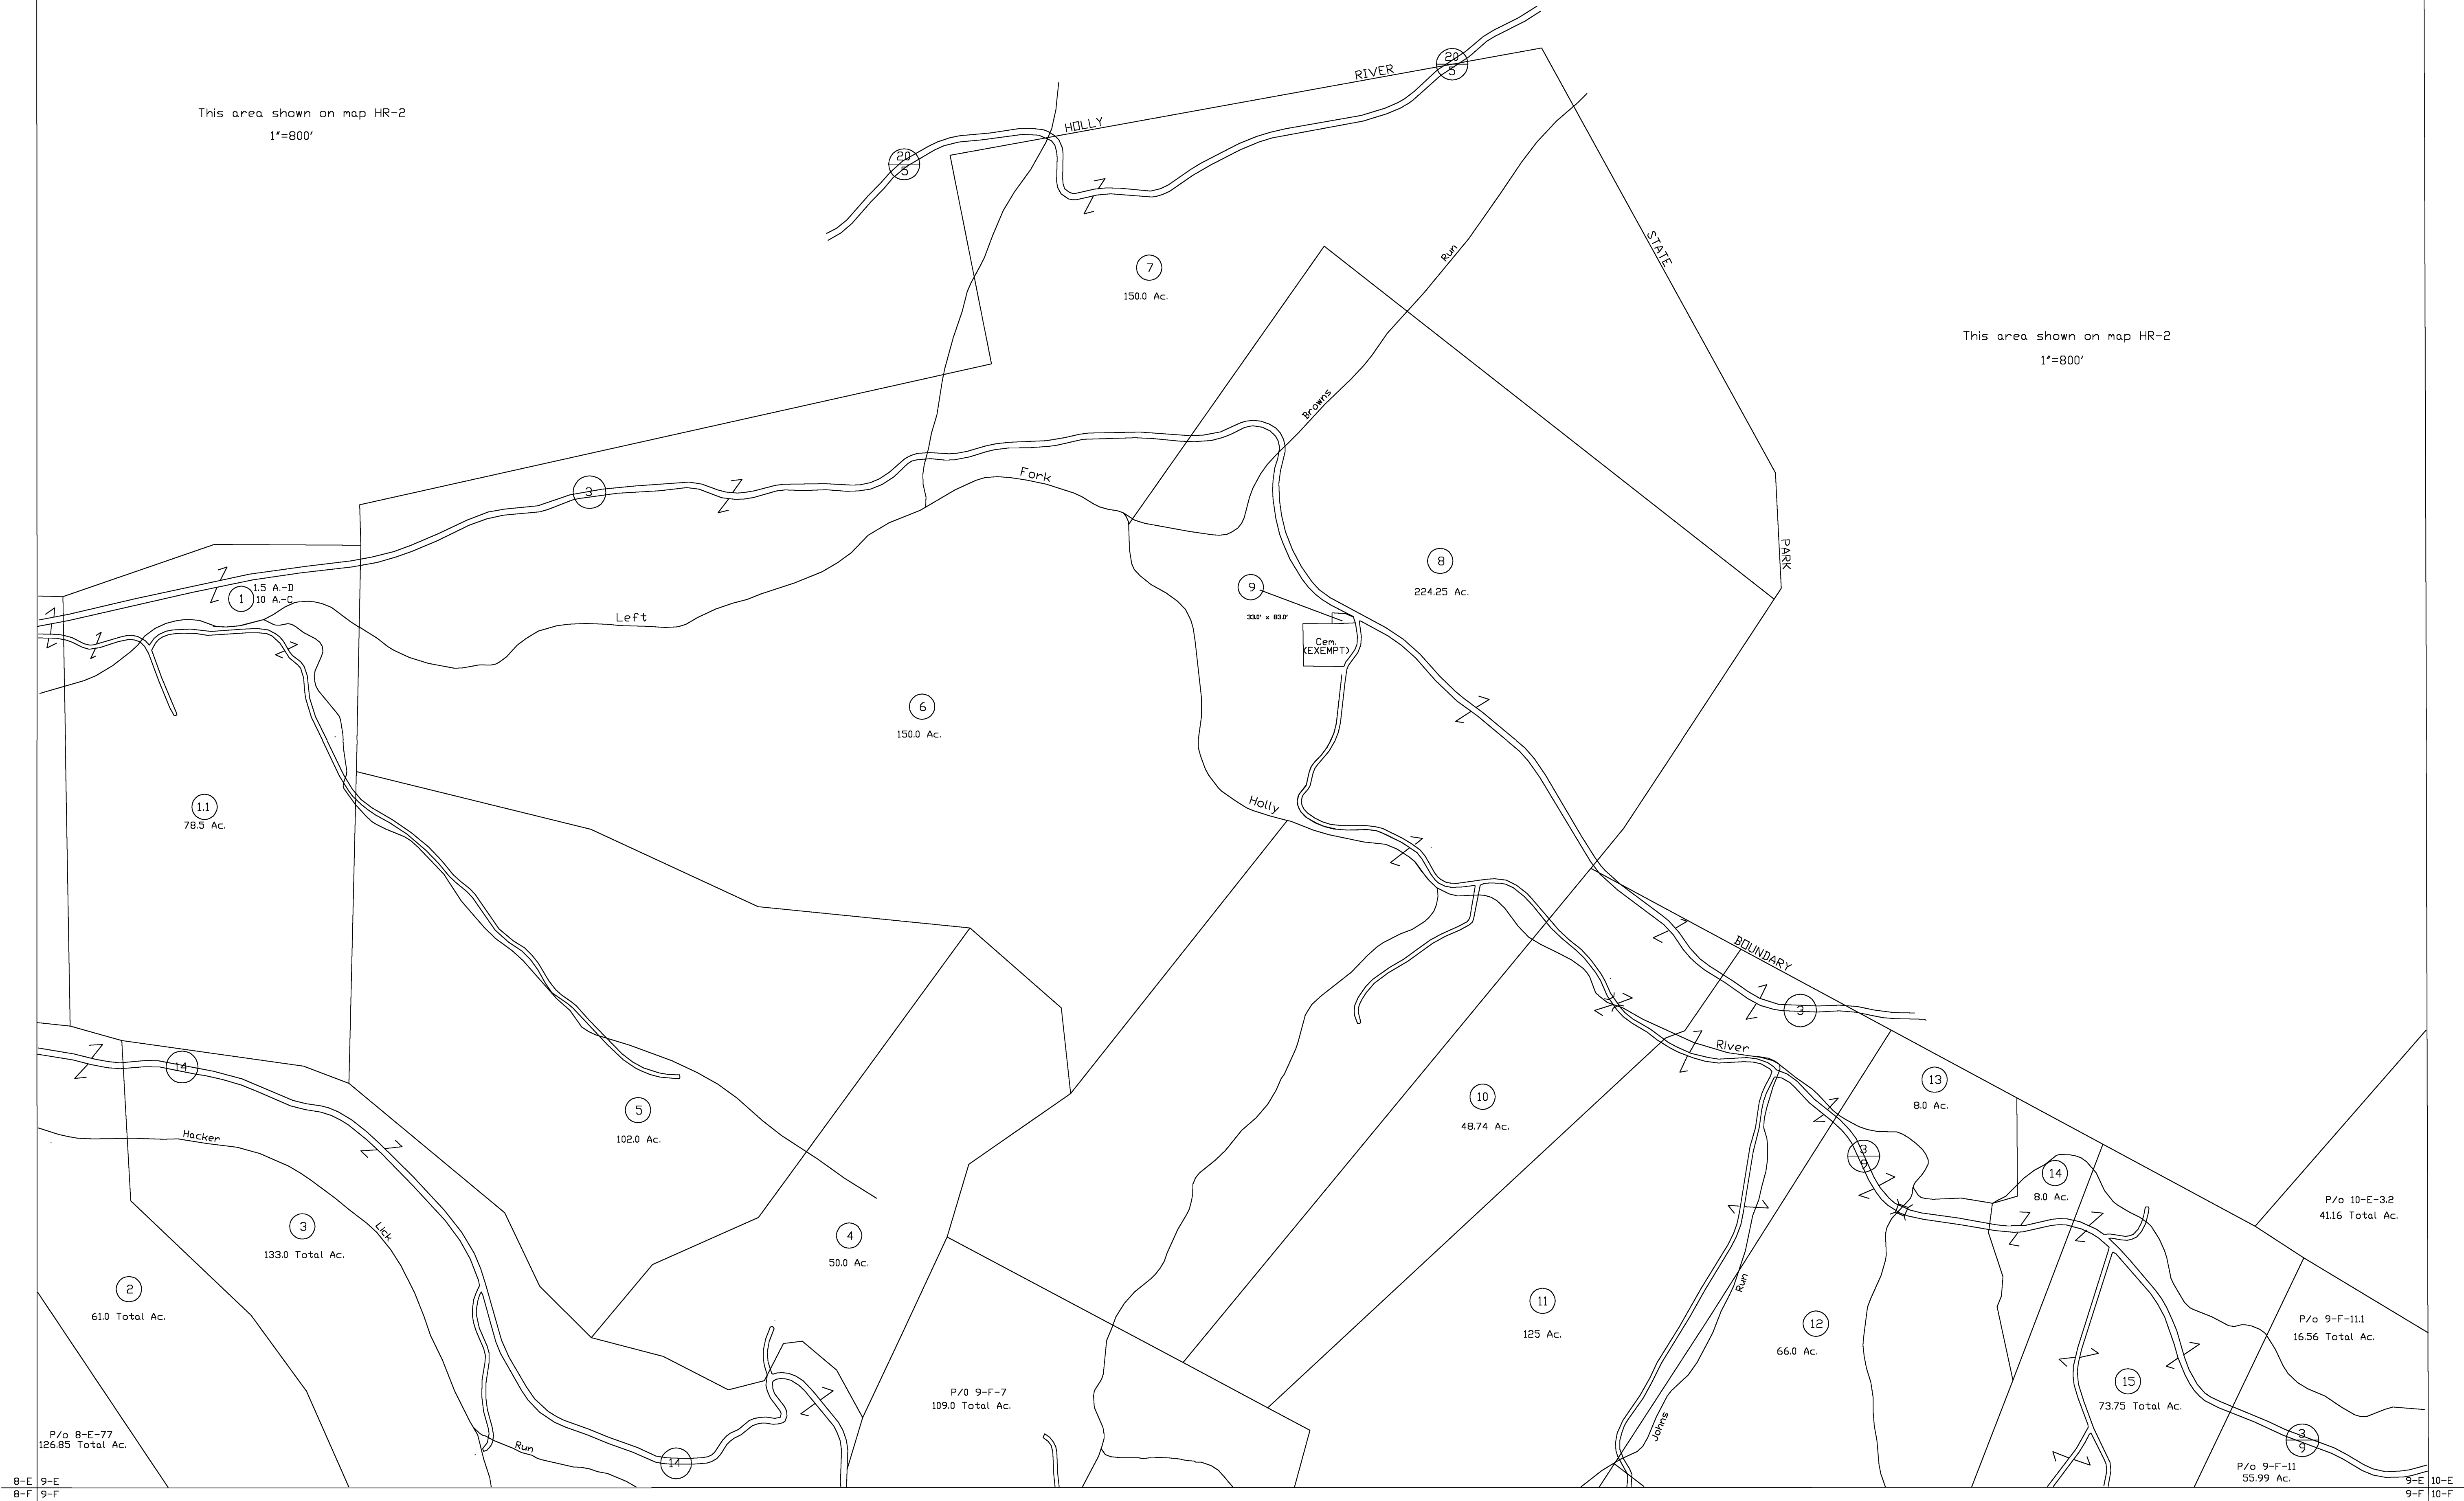 20
5
RIVER
HOLLY
20
5
This area shown on map HR-2
1"=800'
STATE
Run
7
150.0 Ac.
This area shown on map HR-2
1"=800'
Browns
Fork
3
PARK
8
224.25 Ac.
9
33.0' x 83.0'
Cem.
(EXEMPT)
1
1.5 A.-D
10 A.-C
Left
6
150.0 Ac.
1.1
78.5 Ac.
Holly
BOUNDARY
3
River
14
13
8.0 Ac.
10
48.74 Ac.
5
102.0 Ac.
Hacker
3
9
14
8.0 Ac.
P/o 10-E-3.2
41.16 Total Ac.
3
133.0 Total Ac.
Lick
4
50.0 Ac.
2
61.0 Total Ac.
Run
11
125 Ac.
12
66.0 Ac.
P/o 9-F-11.1
16.56 Total Ac.
15
73.75 Total Ac.
P/O 9-F-7
109.0 Total Ac.
Johns
P/o 8-E-77
126.85 Total Ac.
Run
14
3
9
P/o 9-F-11
55.99 Ac.
8-E 9-E
8-F 9-F
9-E 10-E
9-F 10-F